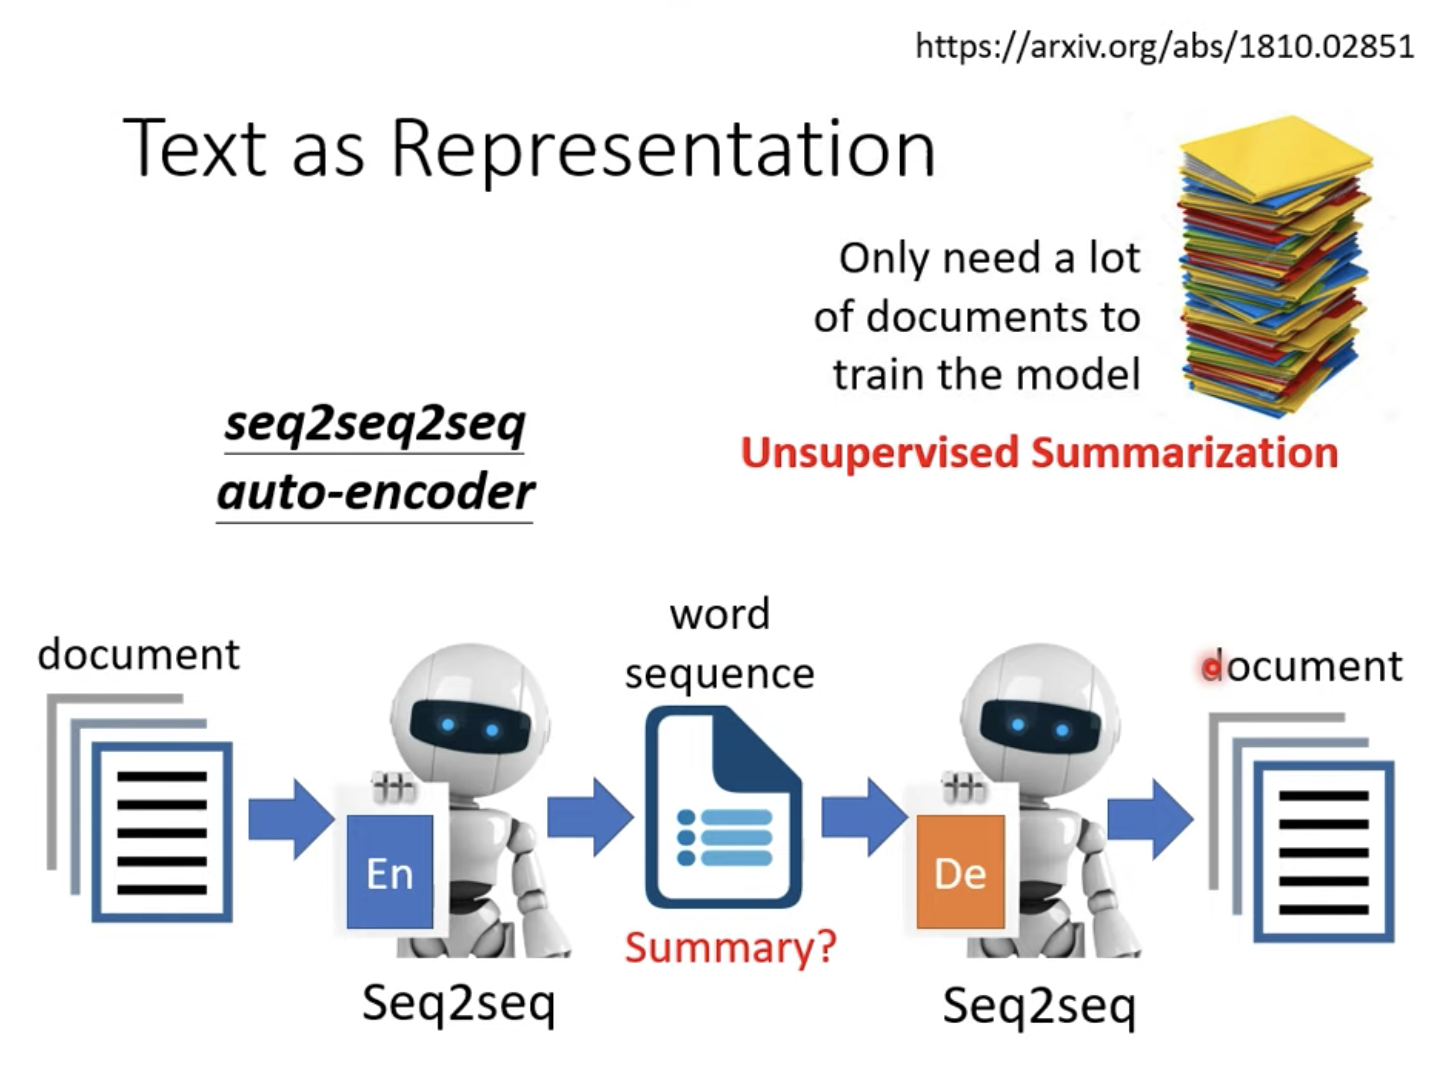 https://arxiv.org/abs/1810.02851
Text as Representation
Only need a lot
of documents to
train the model
seq2seq2seq
auto-encoder
Unsupervised Summarization
document
word
sequence
document
En
De
Summary?
Seq2seq
Seq2seq